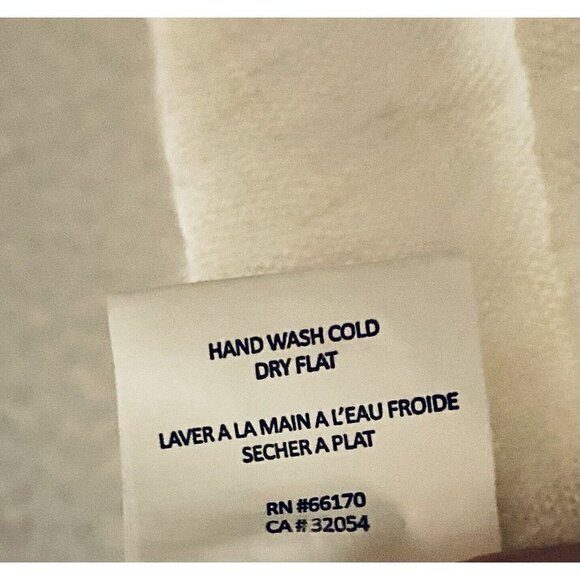 HAND WASH COLD
DRY FLAT
LAVER A LA MAIN A L'EAU FROIDE
SECHER A PLAT
RN #66170
CA # 32054